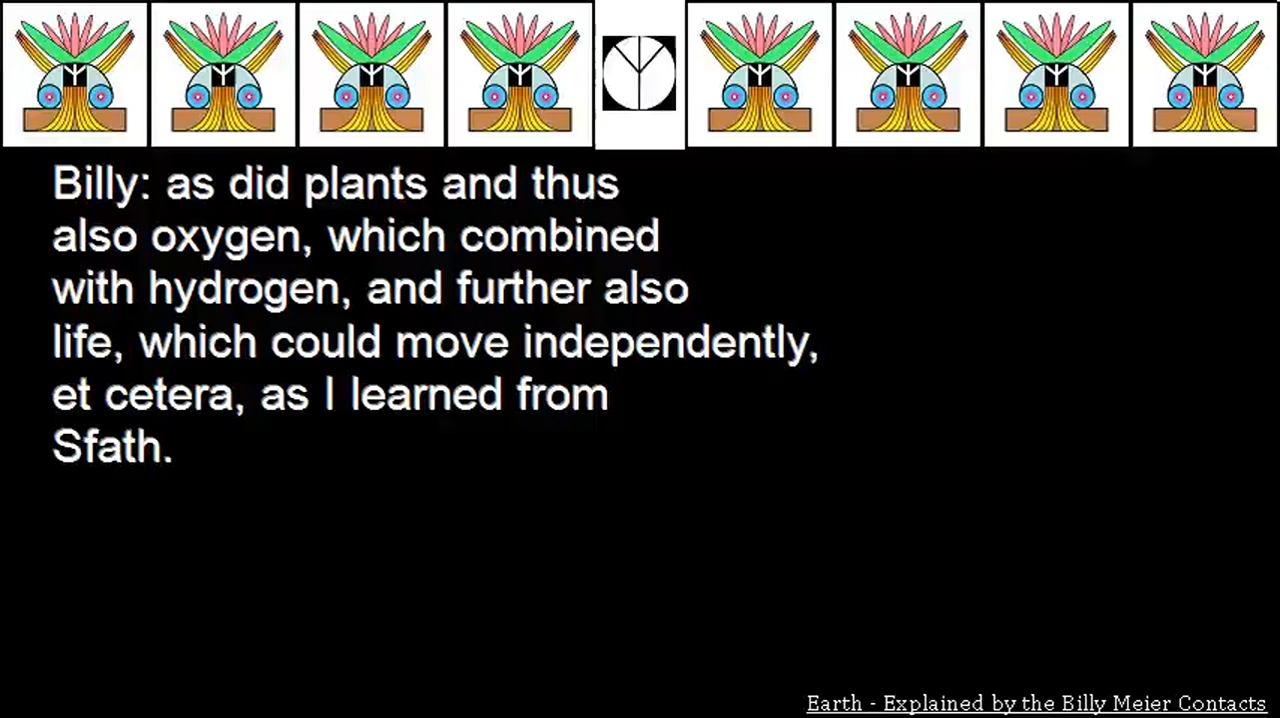 Billy: as did plants and thus
also oxygen, which combined
with hydrogen, and further also
life, which could move independently,
et cetera, as I learned from
Sfath.
Earth - Explained by the Billy Meier Contacts